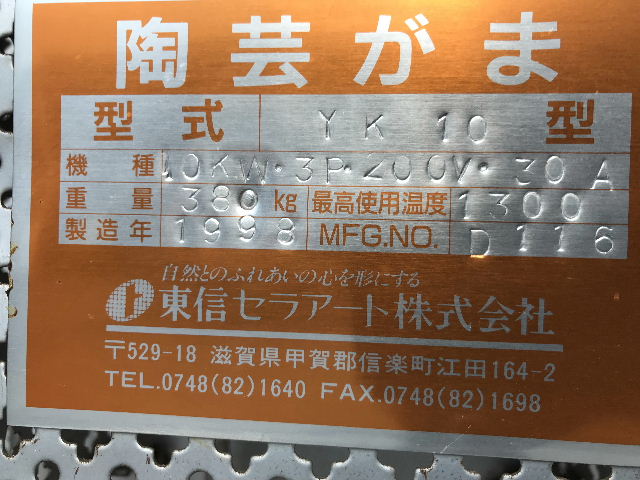 陶芸がま
型式 YK 10 型
機種 10KW・3P・200V・30A
重量 380 kg 最高使用温度 1300
製造年 1998 MFG.NO. D116
自然とのふれあいの心を形にする
東信セラアート株式会社
〒529-18 滋賀県甲賀郡信楽町江田164-2
TEL.0748(82)1640 FAX.0748(82)1698